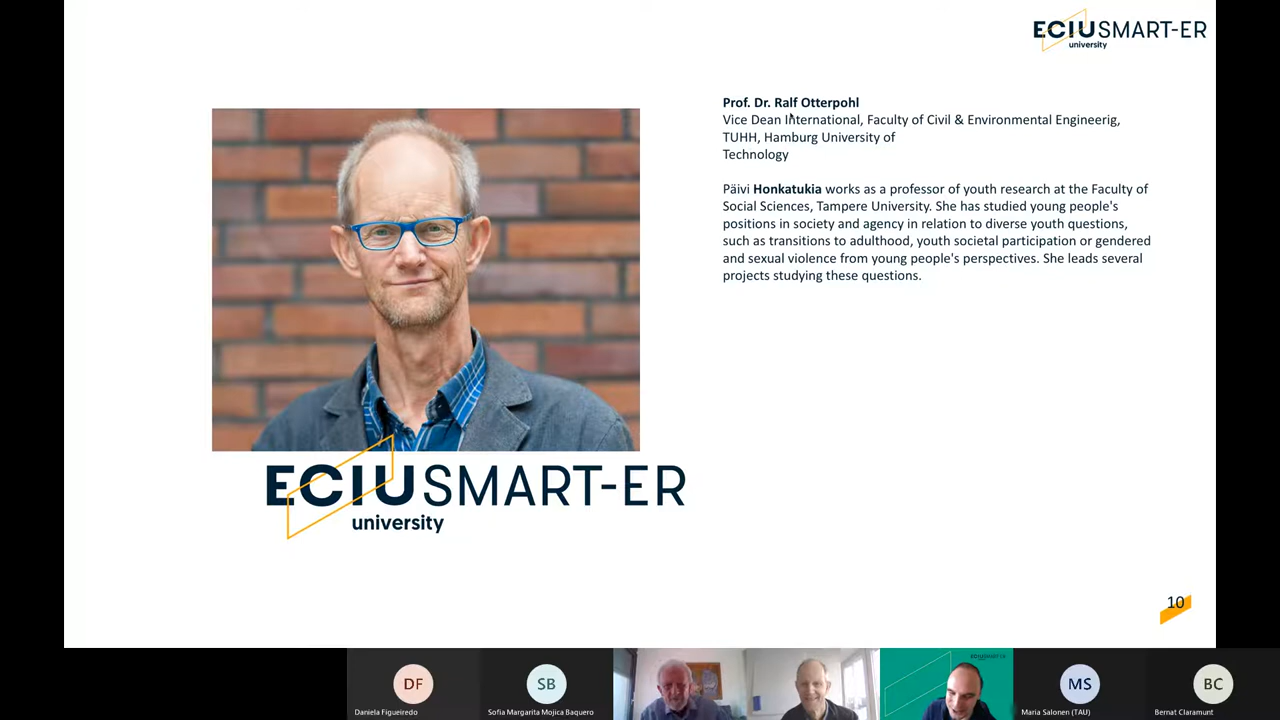 ECIU SMART-ER
university
Prof. Dr. Ralf Otterpohl
Vice Dean International, Faculty of Civil & Environmental Engineerig,
TUHH, Hamburg University of
Technology
Päivi Honkatukia works as a professor of youth research at the Faculty of
Social Sciences, Tampere University. She has studied young people's
positions in society and agency in relation to diverse youth questions,
such as transitions to adulthood, youth societal participation or gendered
and sexual violence from young people's perspectives. She leads several
projects studying these questions.
ECIU SMART-ER
university
10
DF
Daniela Figueiredo
SB
Sofia Margarita Mojica Baquero
MS
Maria Salonen (TAU)
BC
Bernat Claramunt